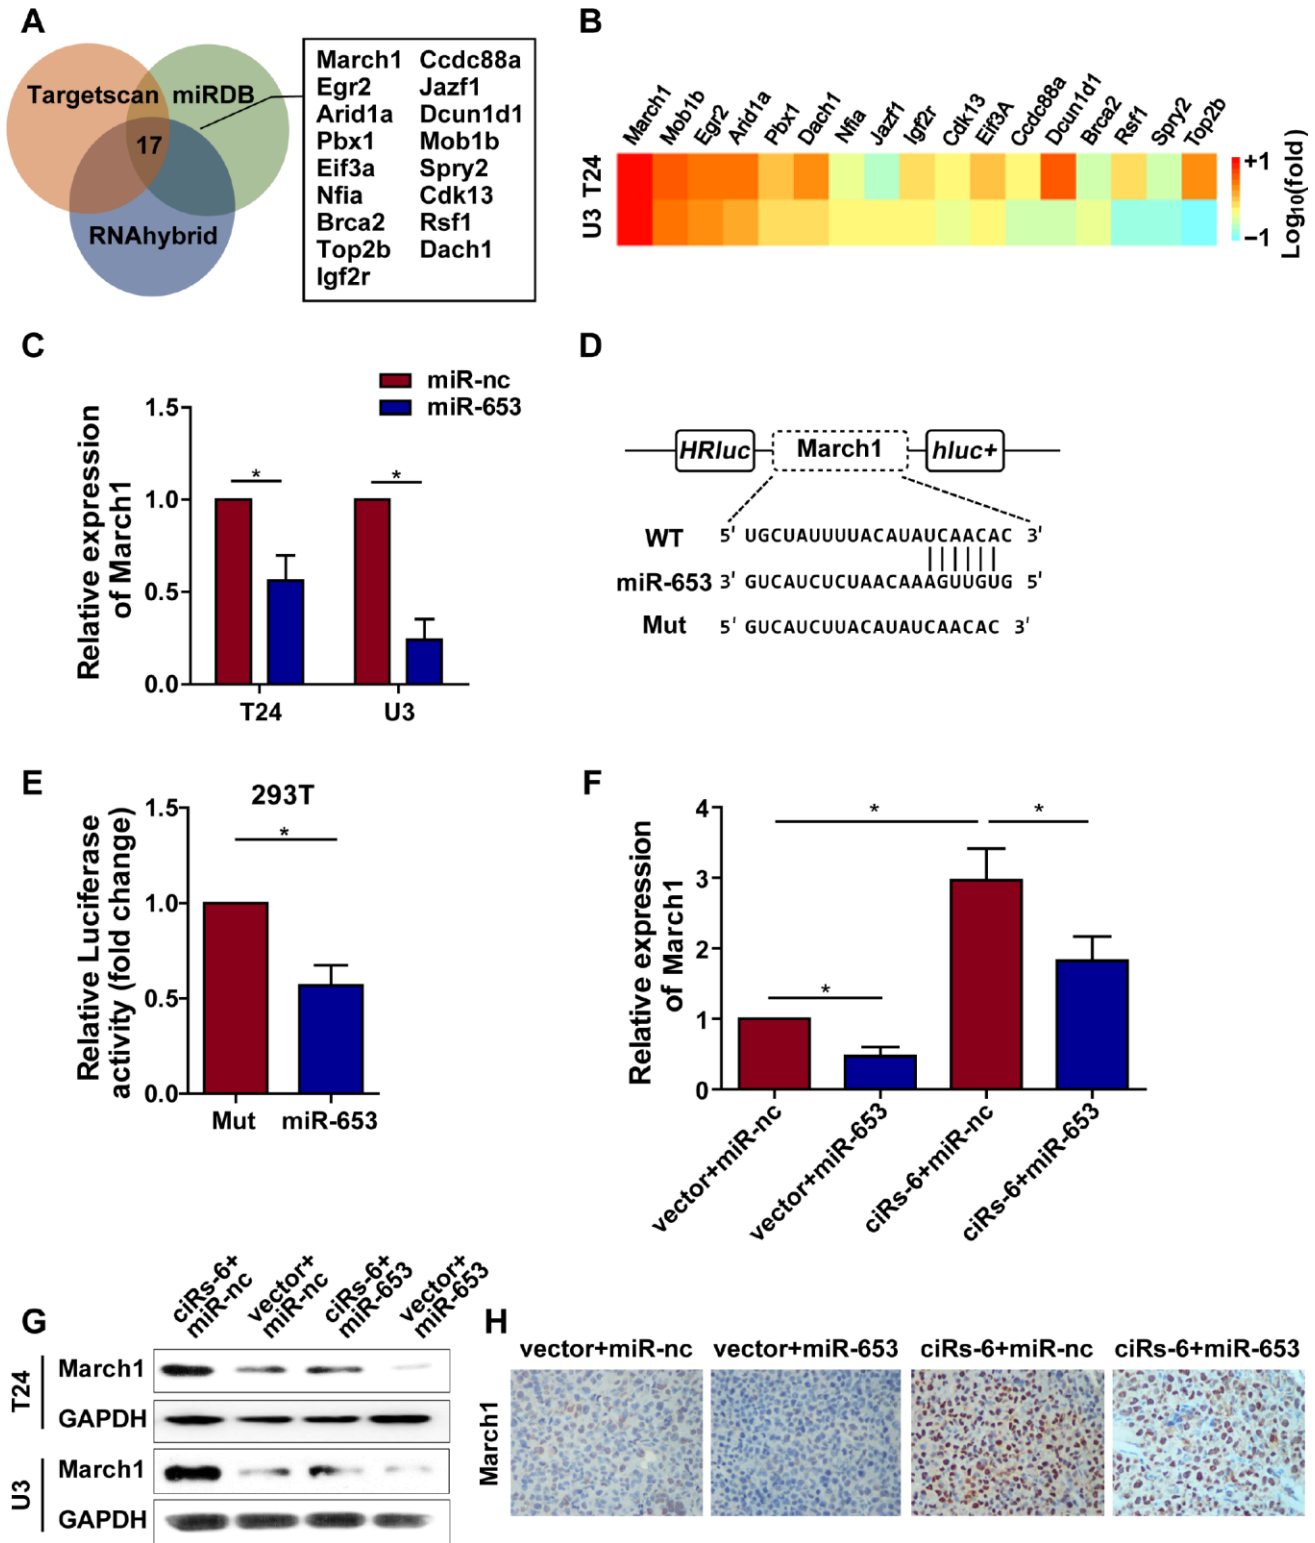 A
Targetscan miRDB
17
RNAhybrid
March1 Ccdc88a
Egr2 Jazf1
Arid1a Dcun1d1
Pbx1 Mob1b
Eif3a Spry2
Nfia Cdk13
Brca2 Rsf1
Top2b Dach1
Igf2r
B
March1 Mob1b Egr2 Arid1a Pbx1 Dach1 Nfia Jazf1 Igf2r Cdk13 Eif3A Ccdc88a Dcun1d1 Brca2 Rsf1 Spry2 Top2b
T24
U3
+1
−1
Log10(fold)
C
miR-nc
miR-653
Relative expression
of March1
1.5
1.0
0.5
0.0
* *
T24 U3
D
HRluc March1 hluc+
WT 5' UGCUAUUUUACAUAUCAACAC 3'
miR-653 3' GUCAUCUCUAACAAAGUUGUG 5'
Mut 5' GUCAUCUUACAUAUCAACAC 3'
E
293T
Relative Luciferase
activity (fold change)
1.5
1.0
0.5
0.0
*
Mut miR-653
F
Relative expression
of March1
4
3
2
1
0
* * *
vector+miR-nc
vector+miR-653
ciRs-6+miR-nc
ciRs-6+miR-653
G
ciRs-6+
miR-nc
vector+
miR-nc
ciRs-6+
miR-653
vector+
miR-653
T24
March1
GAPDH
U3
March1
GAPDH
H
vector+miR-nc vector+miR-653 ciRs-6+miR-nc ciRs-6+miR-653
March1